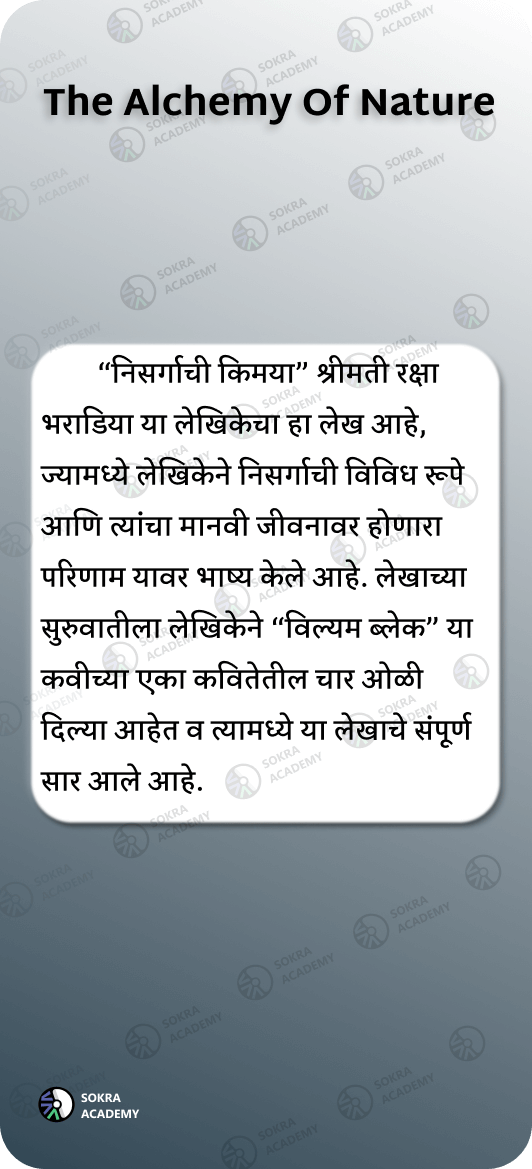 The Alchemy Of Nature
“निसर्गाची किमया” श्रीमती रक्षा
भराडिया या लेखिकेचा हा लेख आहे,
ज्यामध्ये लेखिकेने निसर्गाची विविध रूपे
आणि त्यांचा मानवी जीवनावर होणारा
परिणाम यावर भाष्य केले आहे. लेखाच्या
सुरुवातीला लेखिकेने “विल्यम ब्लेक” या
कवीच्या एका कवितेतील चार ओळी
दिल्या आहेत व त्यामध्ये या लेखाचे संपूर्ण
सार आले आहे.
SOKRA
ACADEMY